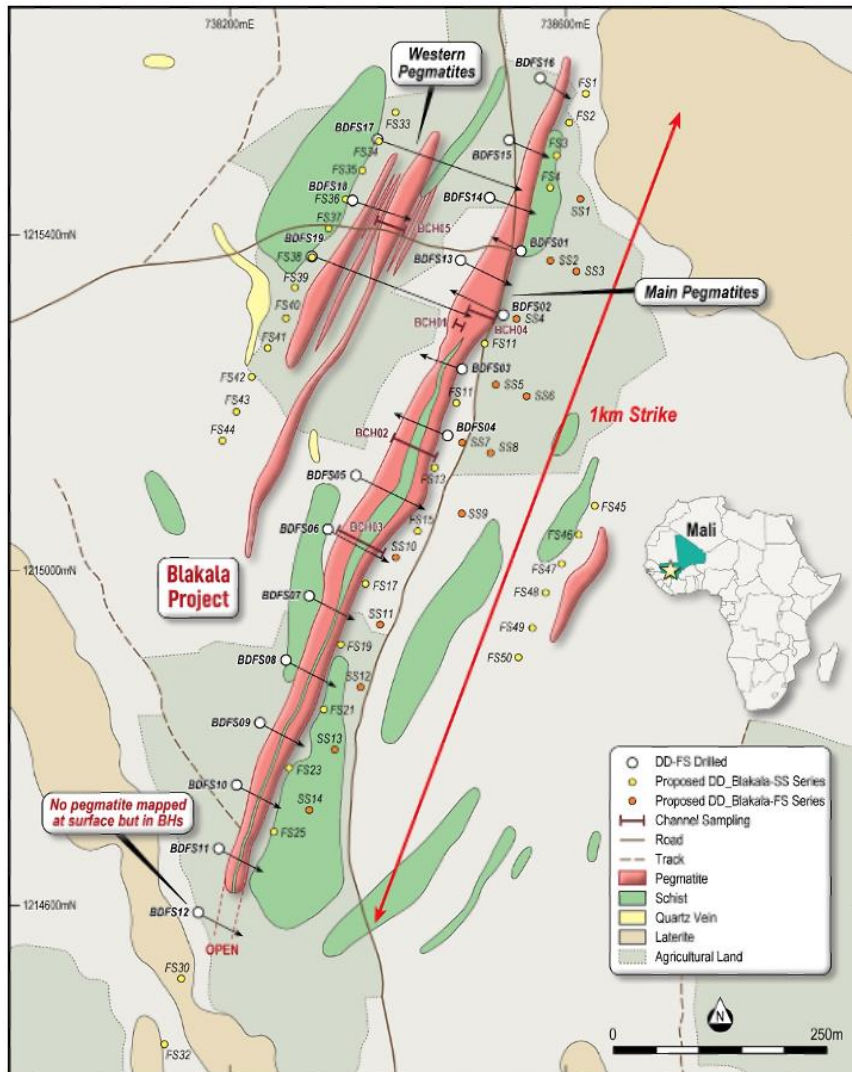 738200mE
738600mE
Western
Pegmatites
BDFS16
FS1
FS2
FS33
BDFS17
FS34
BDFS15
FS3
FS35
FS4
BDFS18
FS36
BDFS14
SS1
FS37
BCH05
1215400mN
BDFS19
BDFS01
FS38
BDFS13
SS2
SS3
FS39
Main Pegmatites
FS40
BDFS02
BCH01
SS4
BCH04
FS41
FS11
BDFS03
FS42
SS5
SS6
FS43
FS11
1km Strike
FS44
BCH02
BDFS04
SS7
SS8
BDFS05
FS13
FS45
SS9
BDFS06
BCH03
FS15
FS46
Mali
SS10
1215000mN
Blakala
Project
FS47
FS17
BDFS07
FS48
SS11
FS49
FS19
BDFS08
FS50
SS12
FS21
BDFS09
SS13
FS23
BDFS10
SS14
No pegmatite mapped
at surface but in BHs
FS25
BDFS11
1214600mN
BDFS12
OPEN
FS30
FS32
DD-FS Drilled
Proposed DD_Blakala-SS Series
Proposed DD_Blakala-FS Series
Channel Sampling
Road
Track
Pegmatite
Schist
Quartz Vein
Laterite
Agricultural Land
N
0
250m